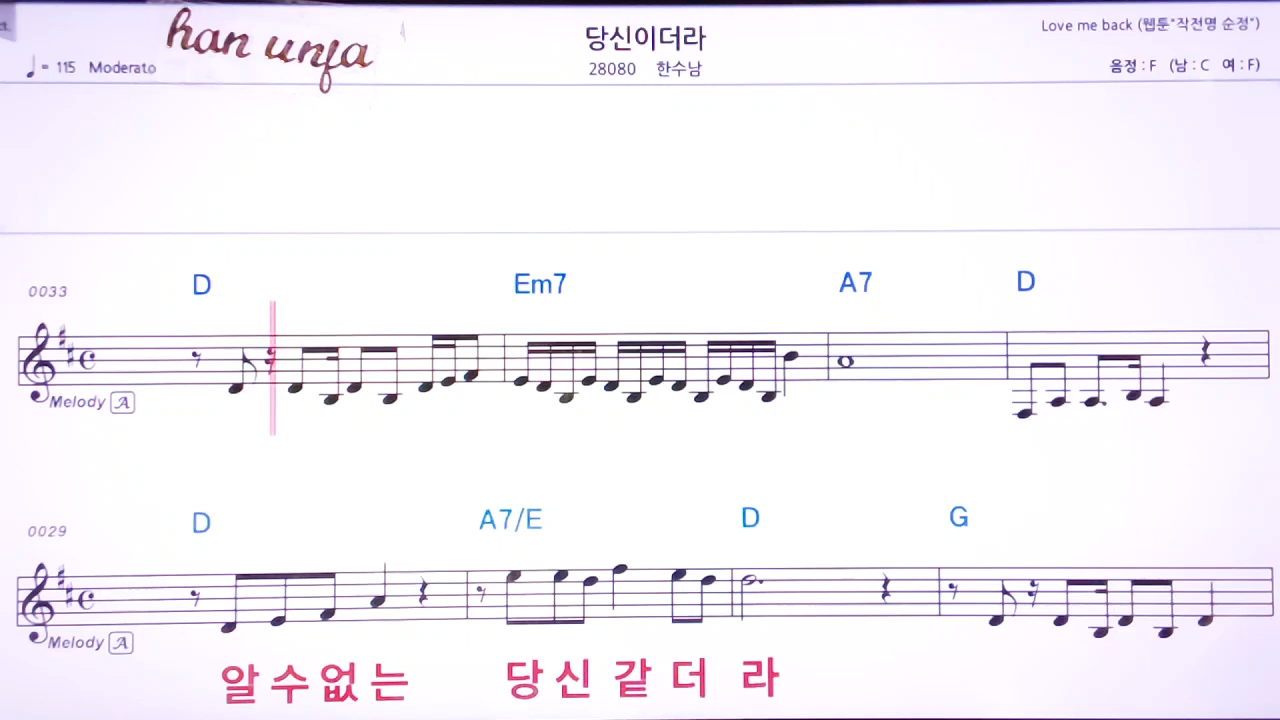 han unfa
당신이더라
Love me back (웹툰"작전명 순정")
♩= 115 Moderato
28080 한수남
음정 : F (남 : C 여 : F)
0033
D Em7 A7 D
Melody A
0029
D A7/E D G
Melody A
알수없는 당신 같더 라